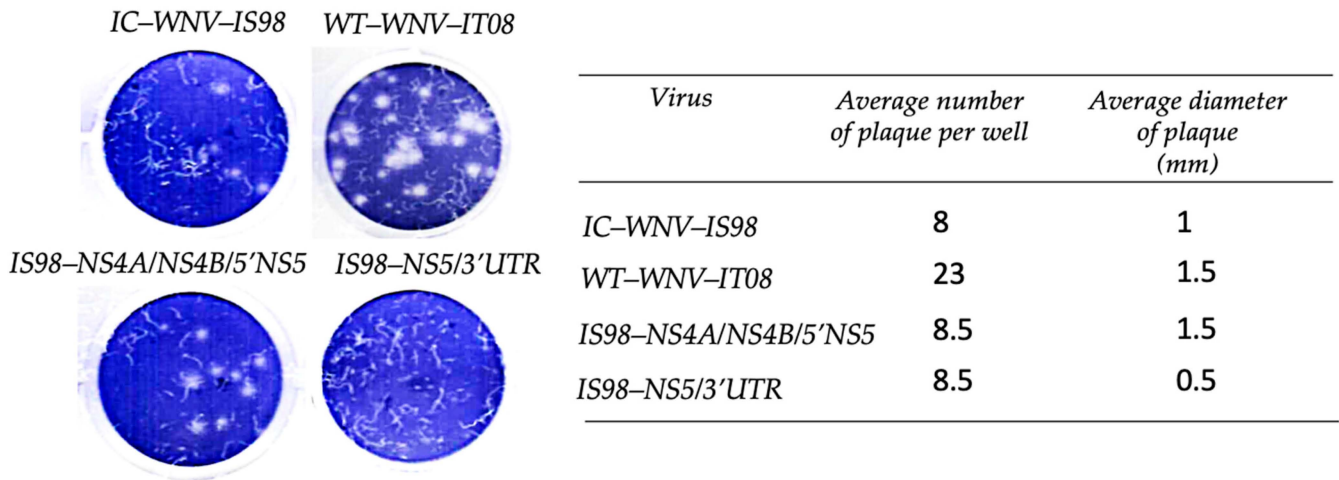 IC–WNV–IS98
WT–WNV–IT08
IS98–NS4A/NS4B/5’NS5
IS98–NS5/3’UTR
Virus
Average number
of plaque per well
Average diameter
of plaque
(mm)
IC–WNV–IS98 8 1
WT–WNV–IT08 23 1.5
IS98–NS4A/NS4B/5’NS5 8.5 1.5
IS98–NS5/3’UTR 8.5 0.5